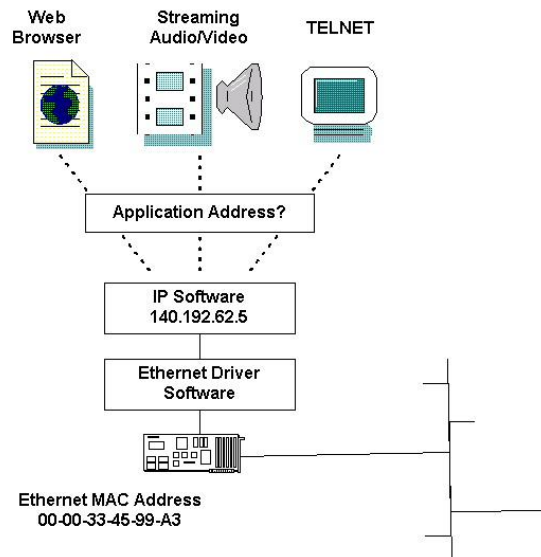 Web
Browser
Streaming
Audio/Video
TELNET
Application Address?
IP Software
140.192.62.5
Ethernet Driver
Software
Ethernet MAC Address
00-00-33-45-99-A3